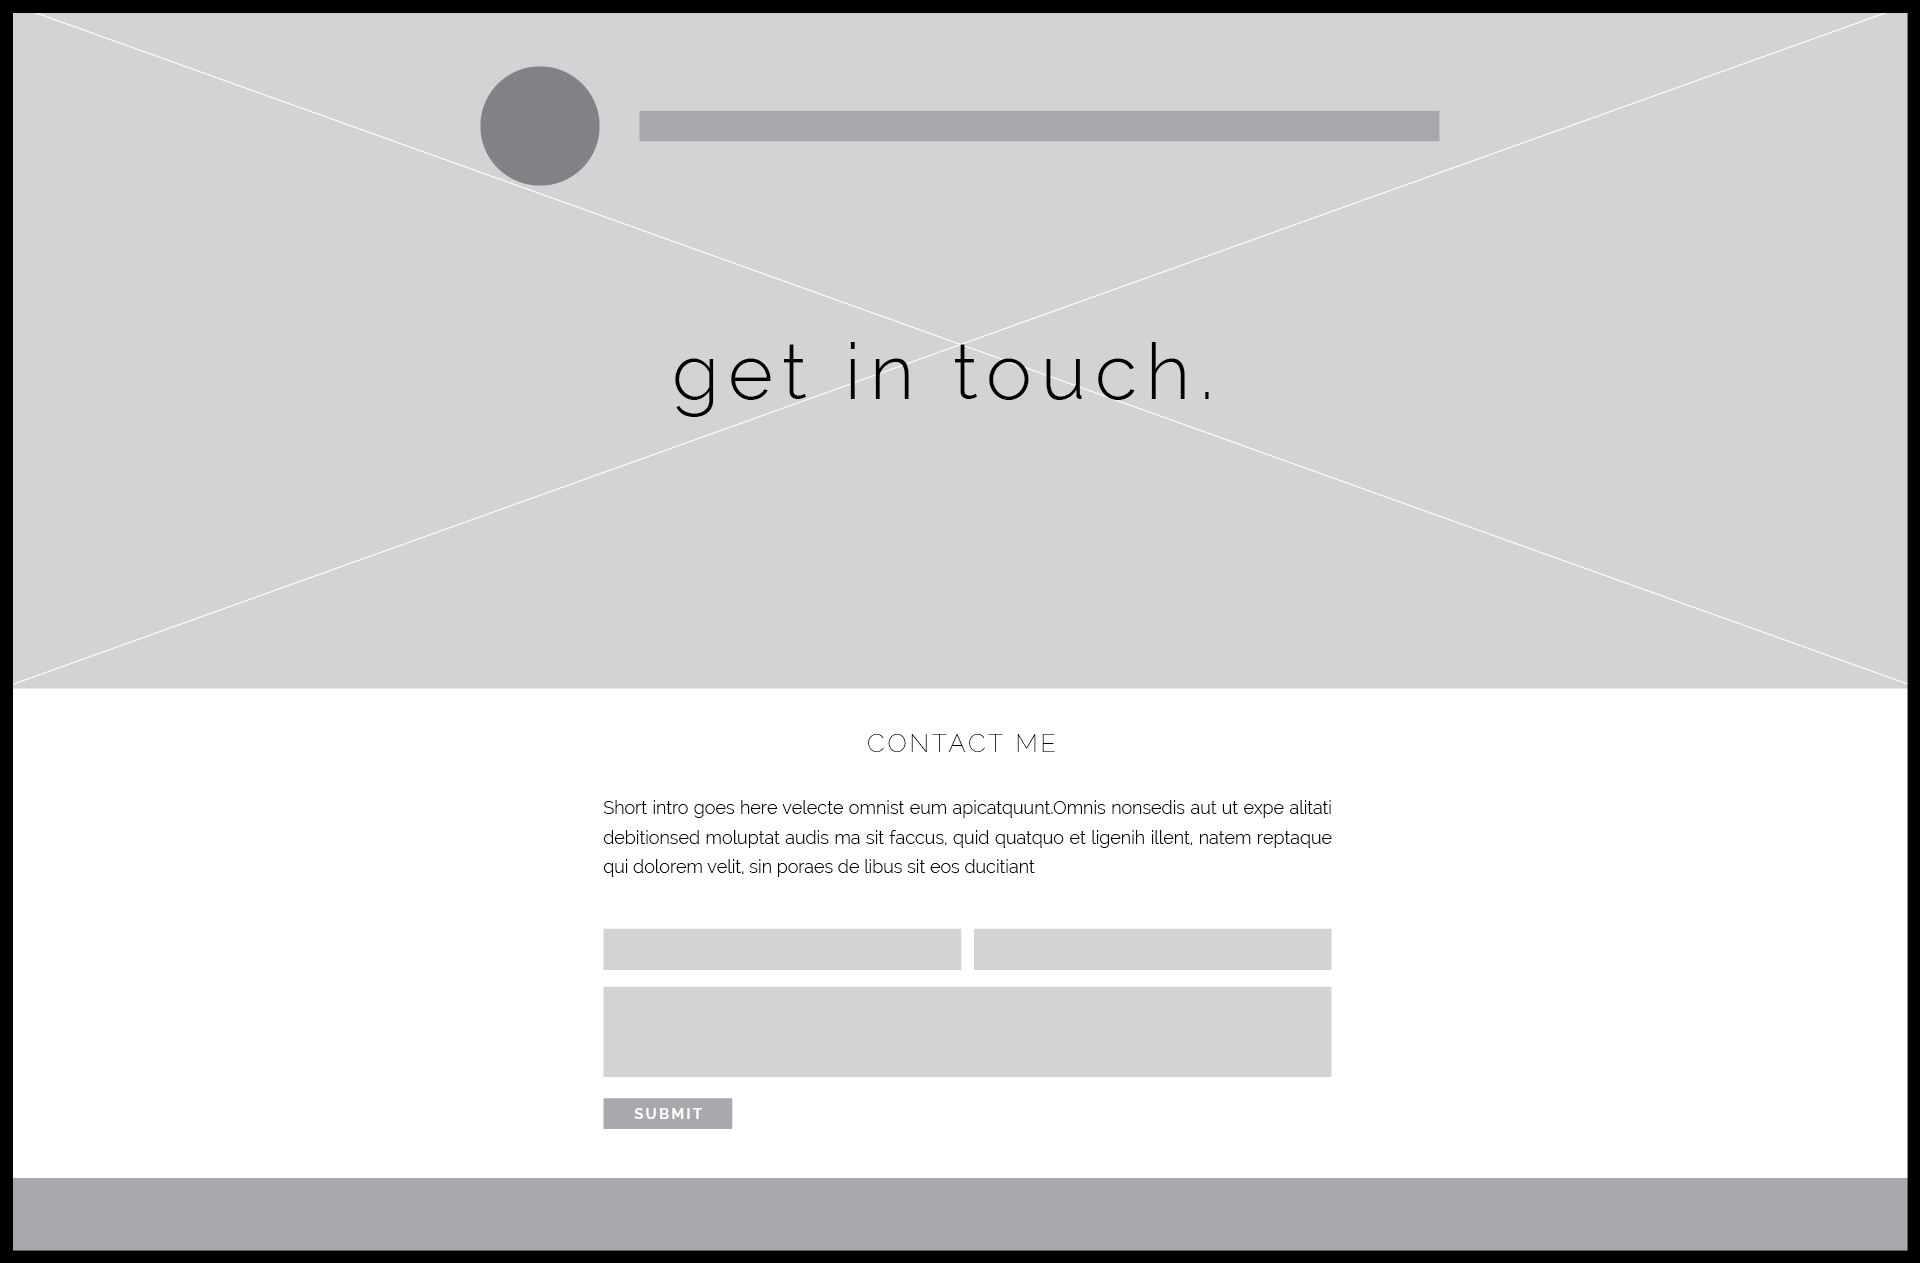 get in touch.
CONTACT ME
Short intro goes here velecte omnist eum apicatquunt.Omnis nonsedis aut ut expe alitati
debitionsed moluptat audis ma sit faccus, quid quatquo et ligenih illent, natem reptaque
qui dolorem velit, sin poraes de libus sit eos ducitiant
SUBMIT